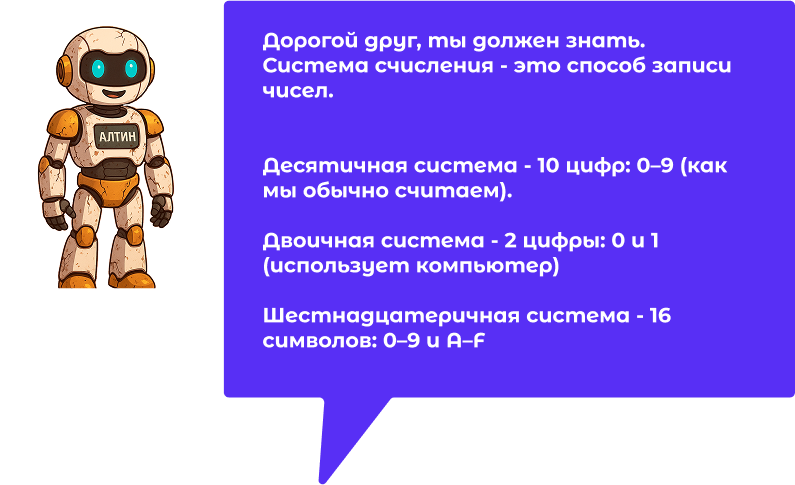 АЛТИН
Дорогой друг, ты должен знать.
Система счисления - это способ записи
чисел.
Десятичная система - 10 цифр: 0–9 (как
мы обычно считаем).
Двоичная система - 2 цифры: 0 и 1
(использует компьютер)
Шестнадцатеричная система - 16
символов: 0–9 и A–F